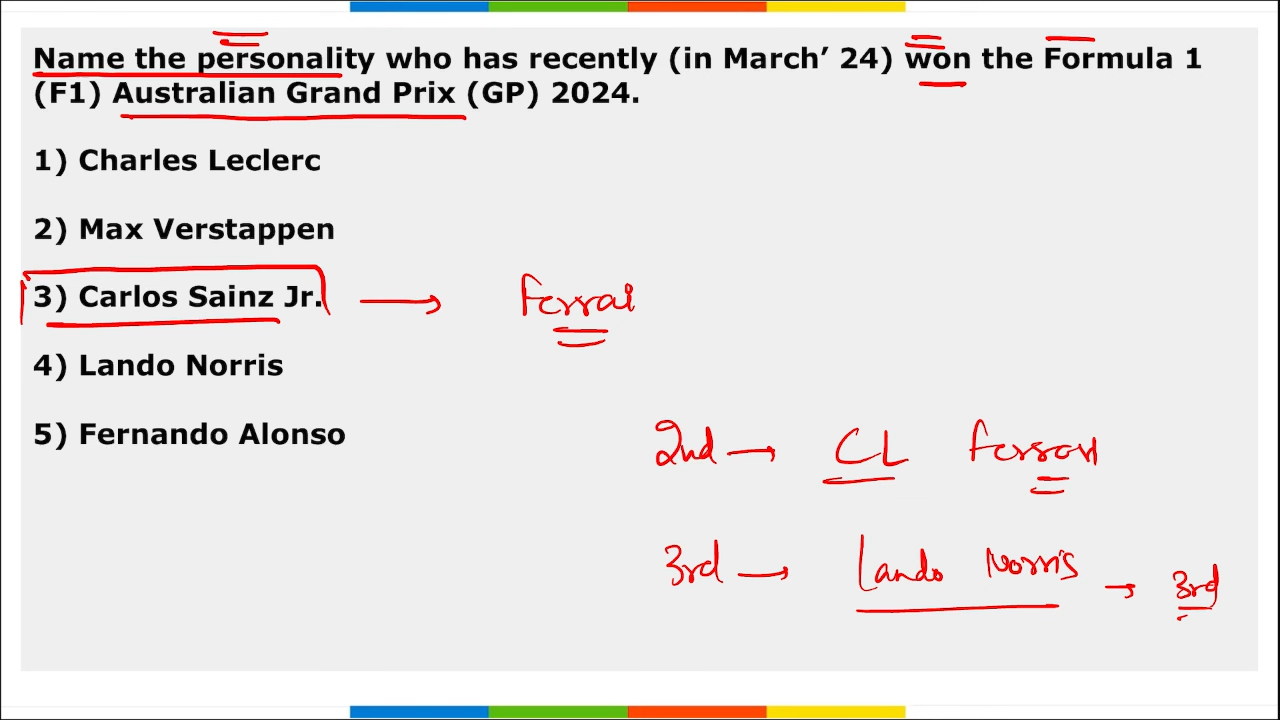 Name the personality who has recently (in March’ 24) won the Formula 1
(F1) Australian Grand Prix (GP) 2024.
1) Charles Leclerc
2) Max Verstappen
3) Carlos Sainz Jr. → Ferrai
4) Lando Norris
5) Fernando Alonso
2nd → CL Ferrari
3rd → Lando Norris → 3rd